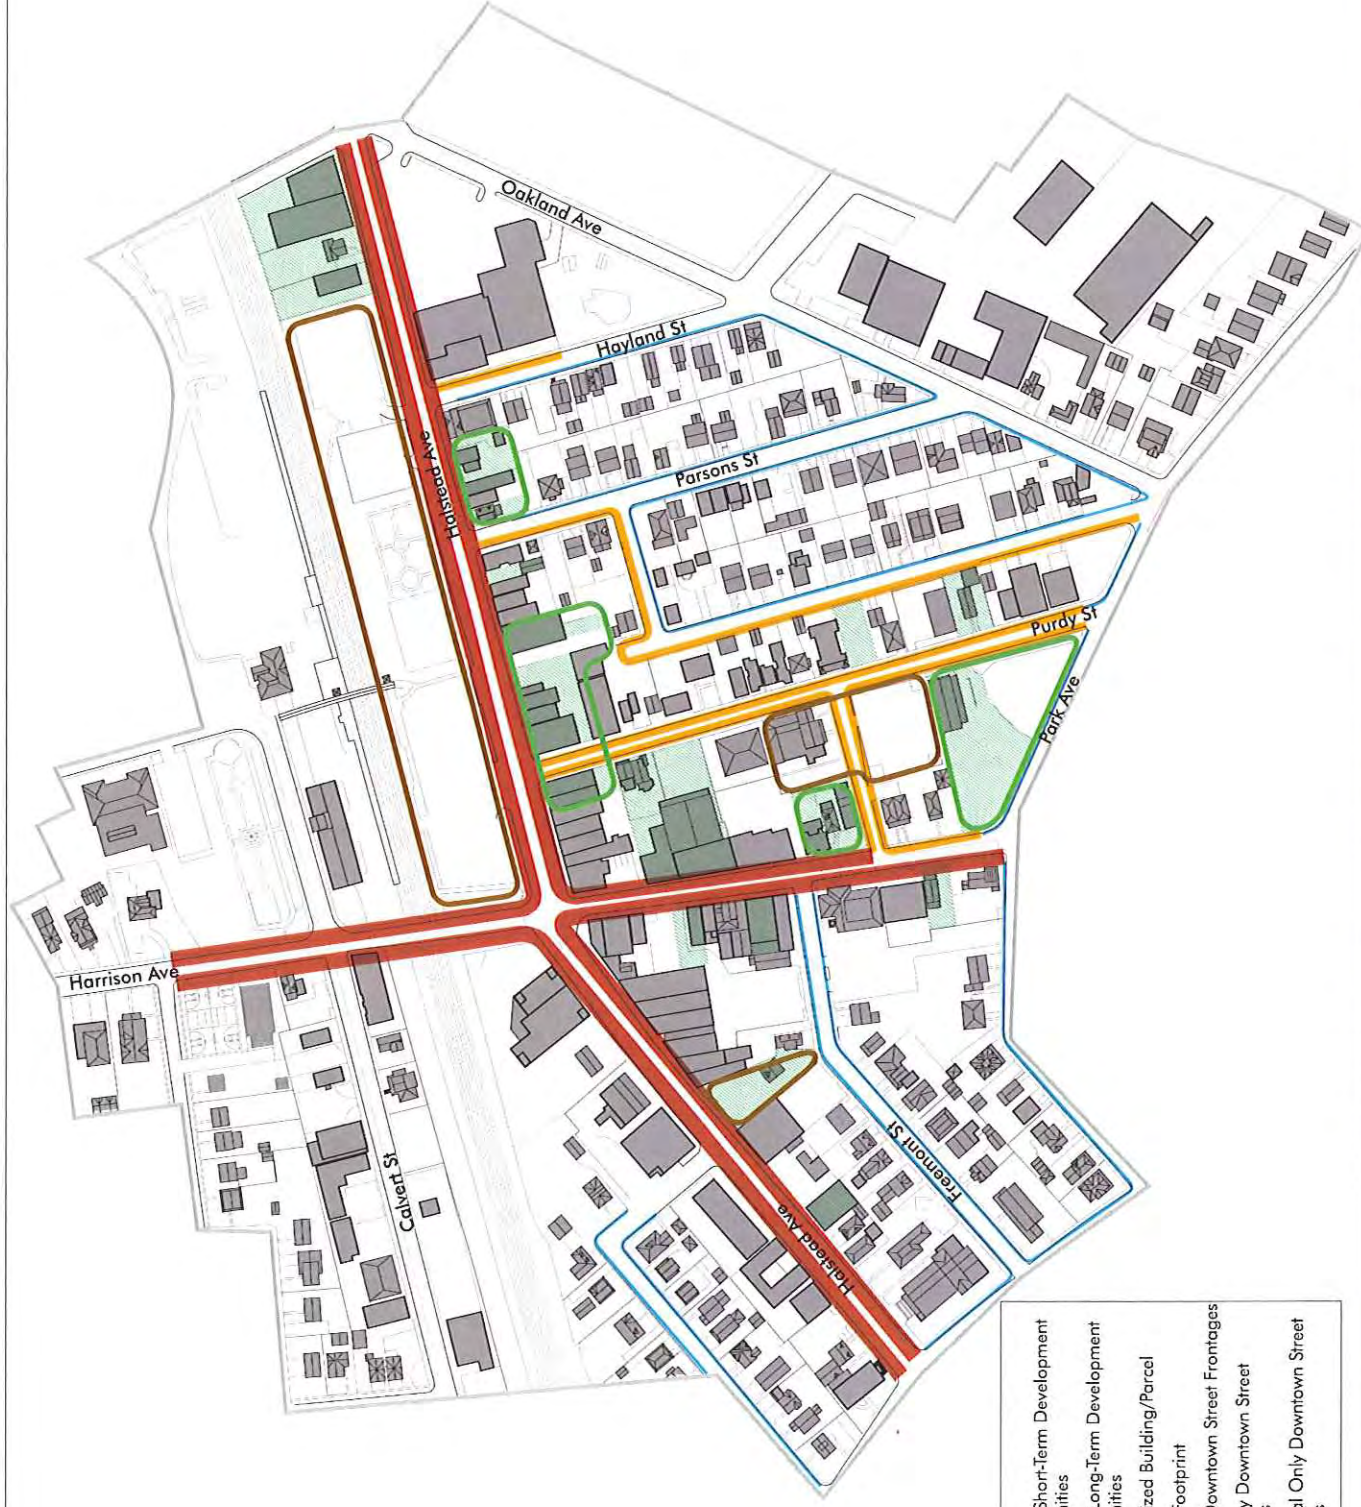 Oakland Ave
Hayland St
Halstead Ave
Parsons St
Purdy St
Park Ave
Harrison Ave
Calvert St
Freemont St
Halstead Ave
Short-Term Development
ities
Long-Term Development
ities
zed Building/Parcel
ootprint
owntown Street Frontages
y Downtown Street
s
al Only Downtown Street
s